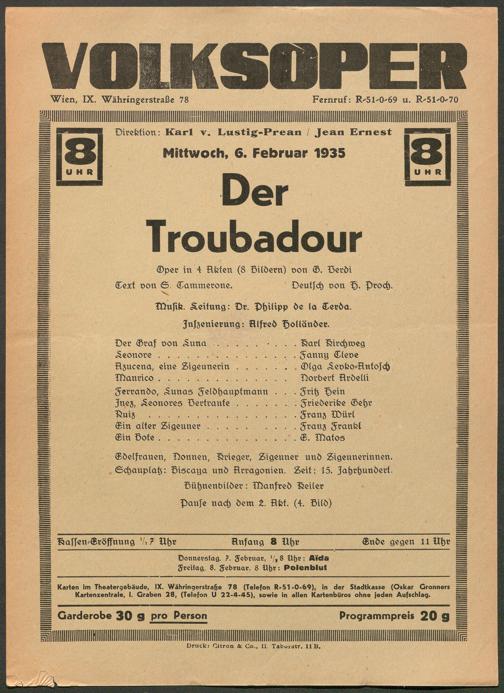 VOLKSOPER
Wien, IX. Währingerstraße 78 Fernruf: R-51-0-69 u. R-51-0-70
8 UHR
Direktion: Karl v. Lustig-Prean / Jean Ernest
8 UHR
Mittwoch, 6. Februar 1935
Der
Troubadour
Oper in 4 Akten (8 Bildern) von G. Verdi
Text von S. Cammerone. Deutsch von H. Proch.
Musik. Leitung: Dr. Philipp de la Cerda.
Inszenierung: Alfred Holländer.
Der Graf von Luna . . . . . . . . . Karl Kirchweg
Leonore . . . . . . . . . . . . . . Fanny Cleve
Azucena, eine Zigeunerin . . . . . . Olga Levko-Antosch
Manrico . . . . . . . . . . . . . . Norbert Ardelli
Ferrando, Lunas Feldhauptmann . . . Fritz Hein
Inez, Leonores Vertraute . . . . . . Friederike Gehr
Ruiz . . . . . . . . . . . . . . . Franz Würl
Ein alter Zigeuner . . . . . . . . . Franz Frankl
Ein Bote . . . . . . . . . . . . . . E. Matos
Edelfrauen, Nonnen, Krieger, Zigeuner und Zigeunerinnen.
Schauplatz: Biscaya und Arragonien. Zeit: 15. Jahrhundert.
Bühnenbilder: Manfred Keiler
Pause nach dem 2. Akt. (4. Bild)
Kassen-Eröffnung ½7 Uhr Anfang 8 Uhr Ende gegen 11 Uhr
Donnerstag, 7. Februar, ½8 Uhr: Aïda
Freitag, 8. Februar, 8 Uhr: Polenblut
Karten im Theatergebäude, IX. Währingerstraße 78 (Telefon R-51-0-69), in der Stadtkasse (Oskar Gronners
Kartenzentrale, I. Graben 28, (Telefon U 22-4-45), sowie in allen Kartenbüros ohne jeden Aufschlag.
Garderobe 30 g pro Person Programmpreis 20 g
Druck: Citron & Co., II. Taborstr. 11B.